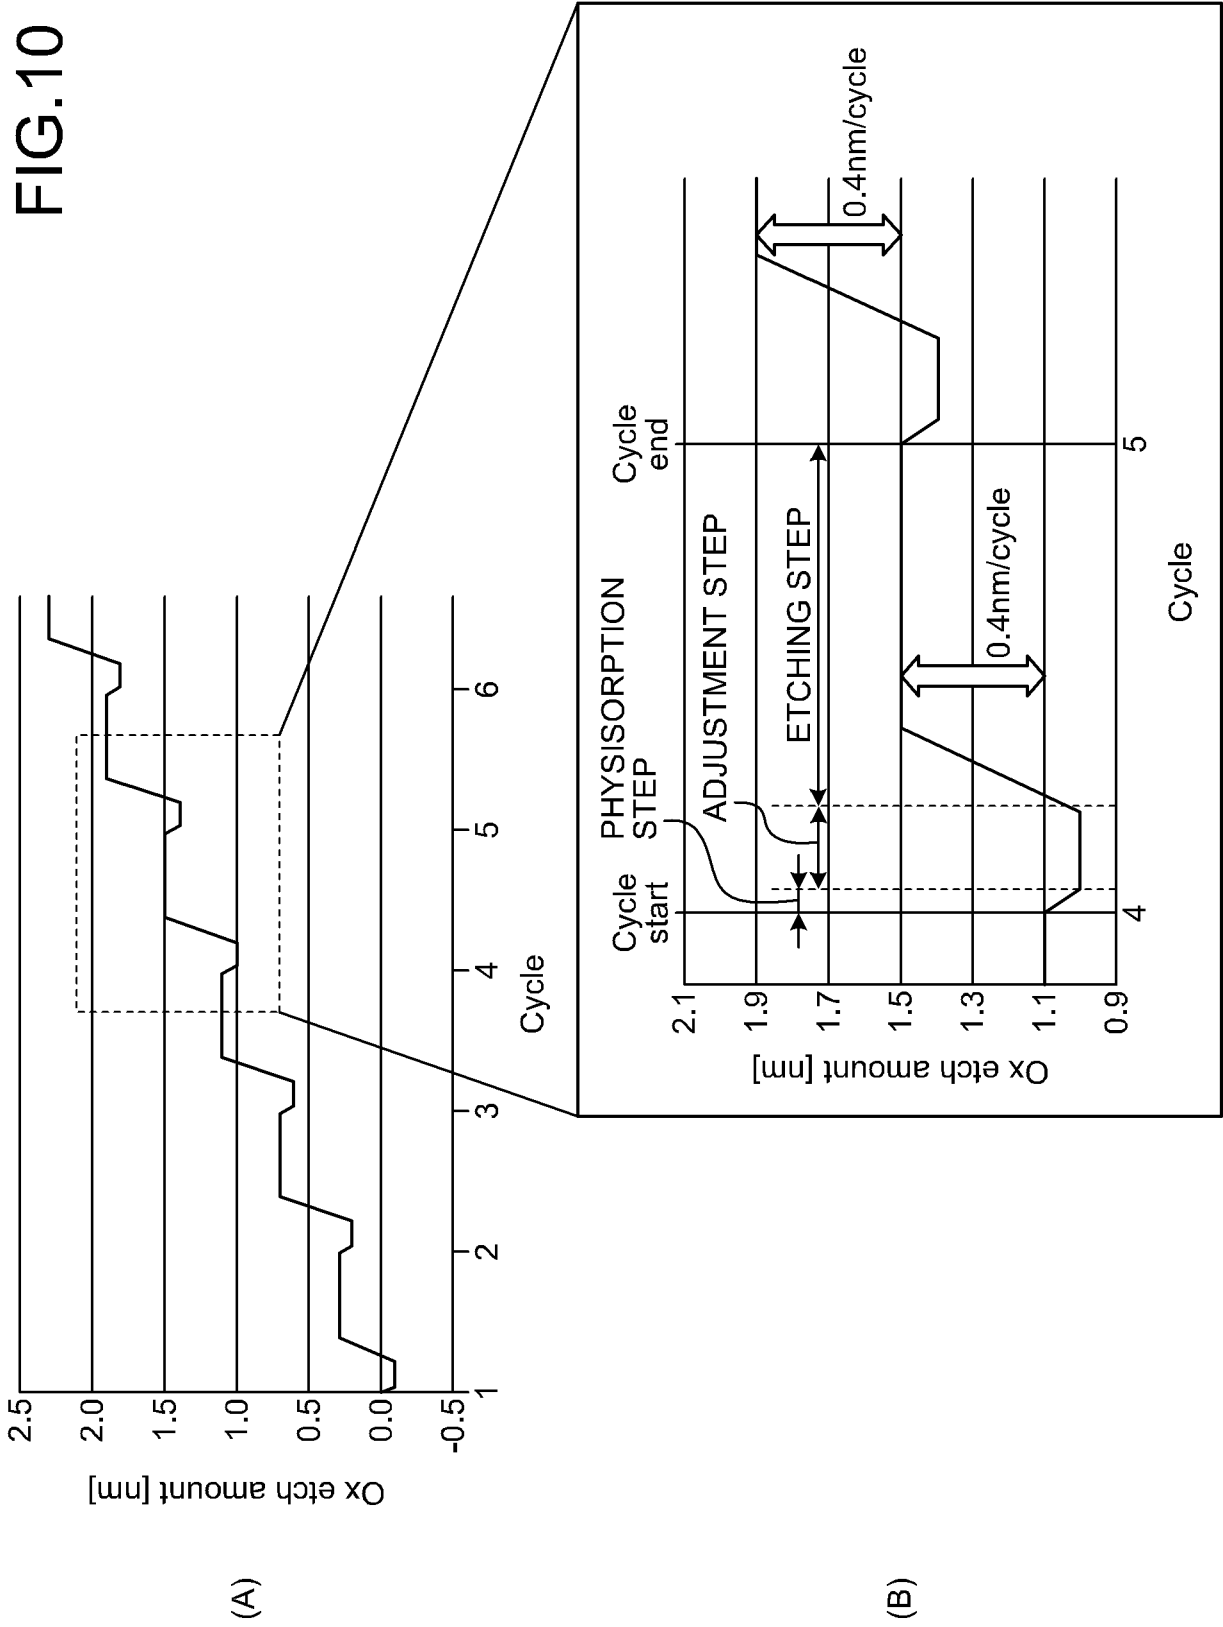 FIG.10
(A)
Ox etch amount [nm]
2.5
2.0
1.5
1.0
0.5
0.0
-0.5
1
2
3
4
5
6
Cycle
(B)
Ox etch amount [nm]
2.1
1.9
1.7
1.5
1.3
1.1
0.9
Cycle
start
PHYSISORPTION
STEP
ADJUSTMENT STEP
ETCHING STEP
Cycle
end
0.4nm/cycle
0.4nm/cycle
4
5
Cycle